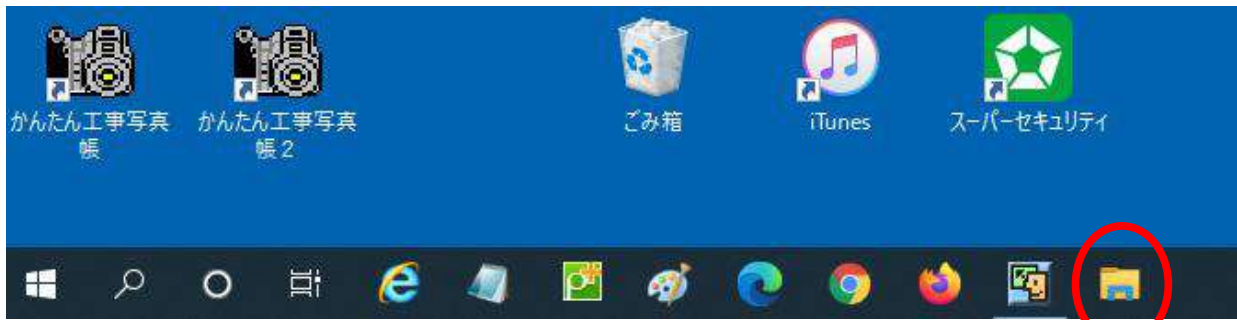 かんたん工事写真
帳
かんたん工事写真
帳２
ごみ箱
iTunes
スーパーセキュリティ